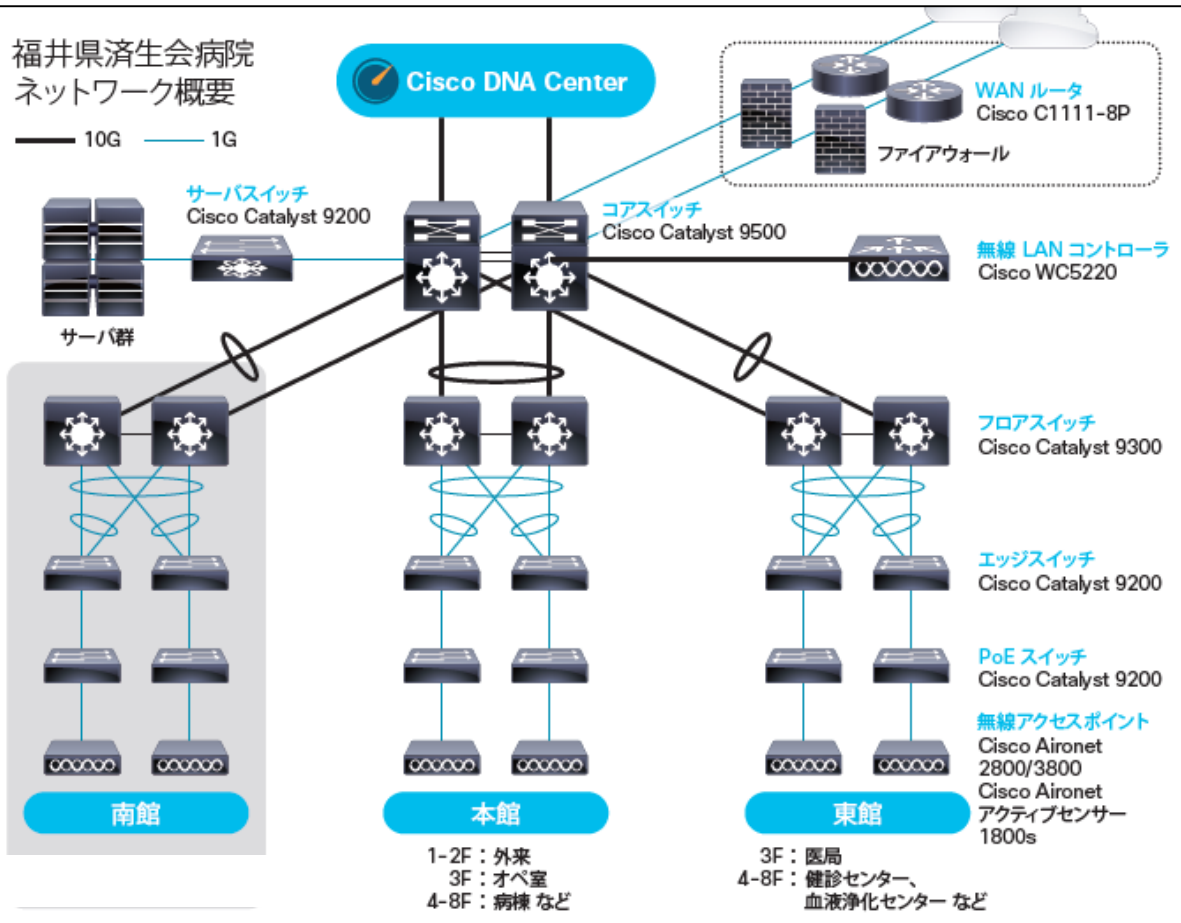 福井県済生会病院
ネットワーク概要
10G
1G
Cisco DNA Center
WAN ルータ
Cisco C1111-8P
ファイアウォール
サーバスイッチ
Cisco Catalyst 9200
コアスイッチ
Cisco Catalyst 9500
無線 LAN コントローラ
Cisco WC5220
サーバ群
フロアスイッチ
Cisco Catalyst 9300
エッジスイッチ
Cisco Catalyst 9200
PoE スイッチ
Cisco Catalyst 9200
無線アクセスポイント
Cisco Aironet
2800/3800
Cisco Aironet
アクティブセンサー
1800s
南館
本館
東館
1-2F：外来
3F：オペ室
4-8F：病棟 など
3F：医局
4-8F：健診センター、
血液浄化センター など